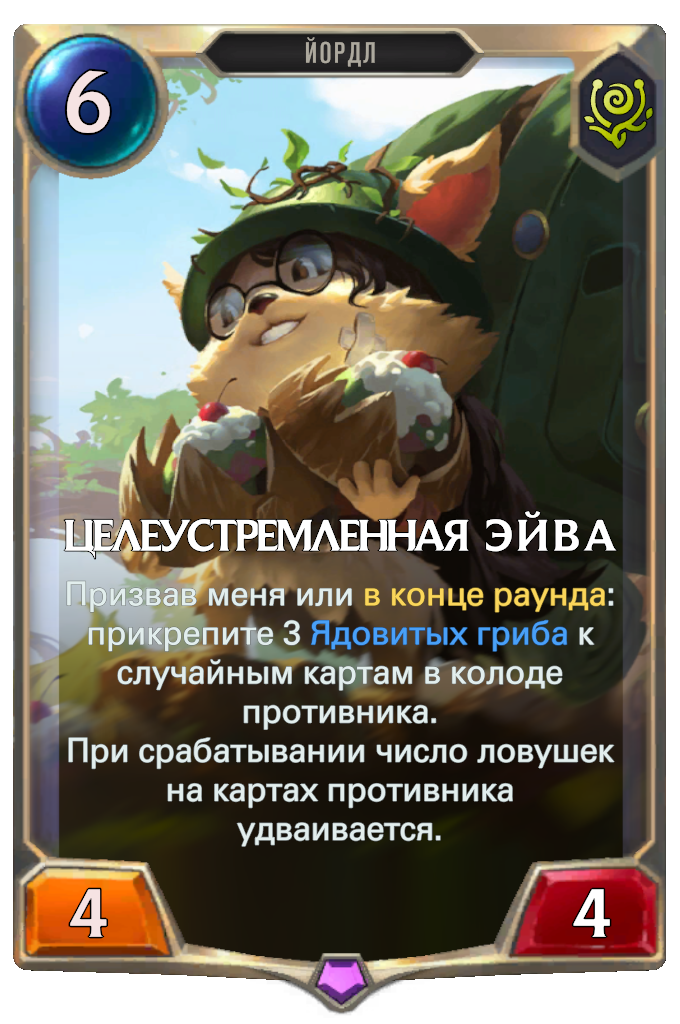 ЙОРДЛ
6
ЦЕЛЕУСТРЕМЛЕННАЯ ЭЙВА
Призвав меня или в конце раунда:
прикрепите 3 Ядовитых гриба к
случайным картам в колоде
противника.
При срабатывании число ловушек
на картах противника
удваивается.
4
4